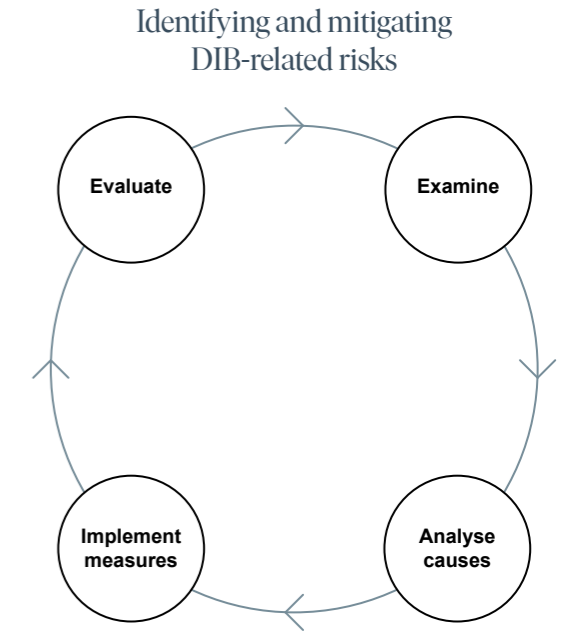 Identifying and mitigating
DIB-related risks
Evaluate
Examine
Implement
measures
Analyse
causes